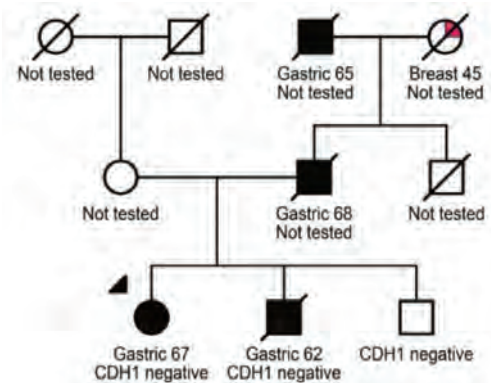 Not tested
Not tested
Gastric 65
Not tested
Breast 45
Not tested
Not tested
Gastric 68
Not tested
Not tested
Gastric 67
CDH1 negative
Gastric 62
CDH1 negative
CDH1 negative